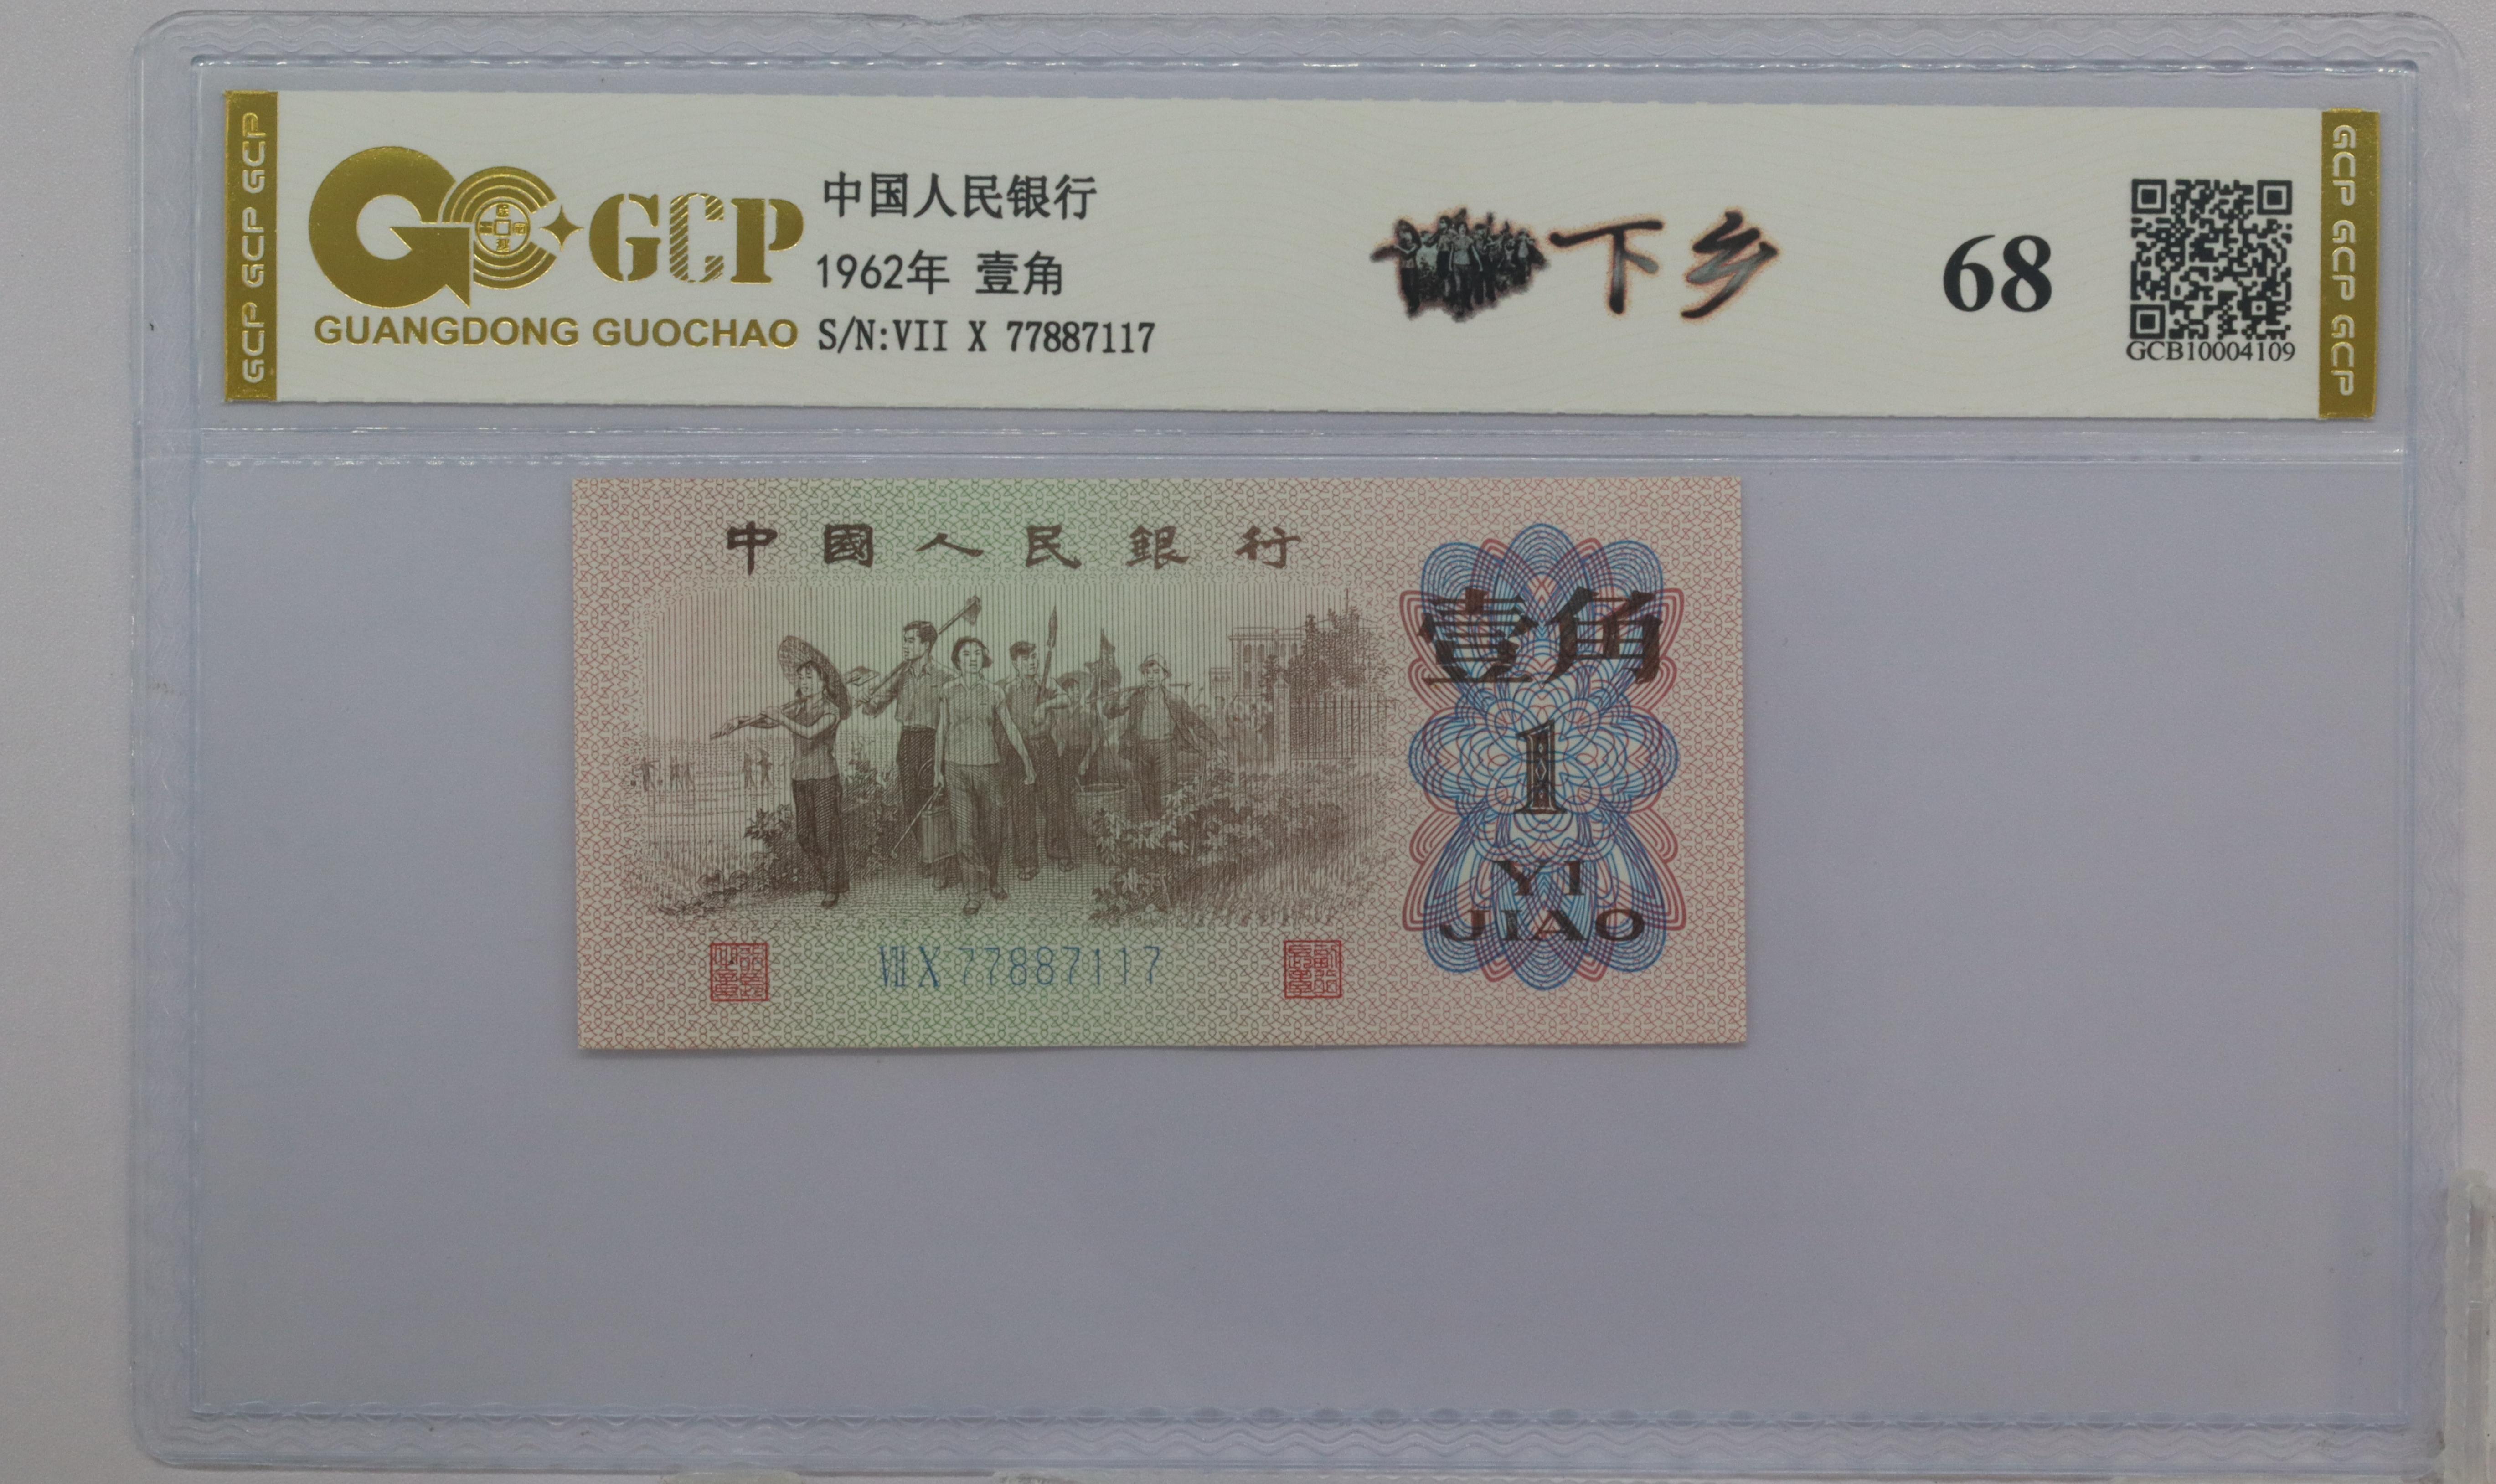 GCP GCP GCP
GCP
GUANGDONG GUOCHAO
中国人民银行
1962年 壹角
S/N:VII X 77887117
下乡
68
GCB10004109
GCP GCP GCP
中國人民銀行
壹角
1
YI
JIAO
VII X 77887117